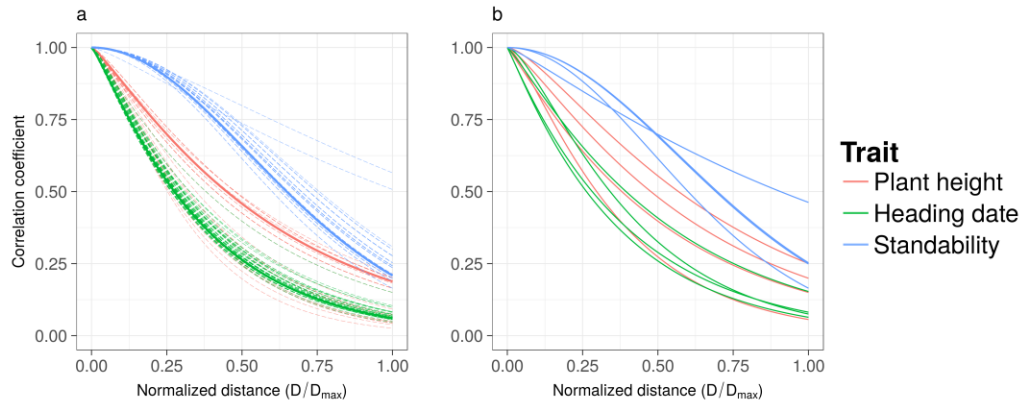 a
b
Correlation coefficient
1.00
0.75
0.50
0.25
0.00
0.00 0.25 0.50 0.75 1.00
Normalized distance (D/Dmax)
1.00
0.75
0.50
0.25
0.00
0.00 0.25 0.50 0.75 1.00
Normalized distance (D/Dmax)
Trait
Plant height
Heading date
Standability